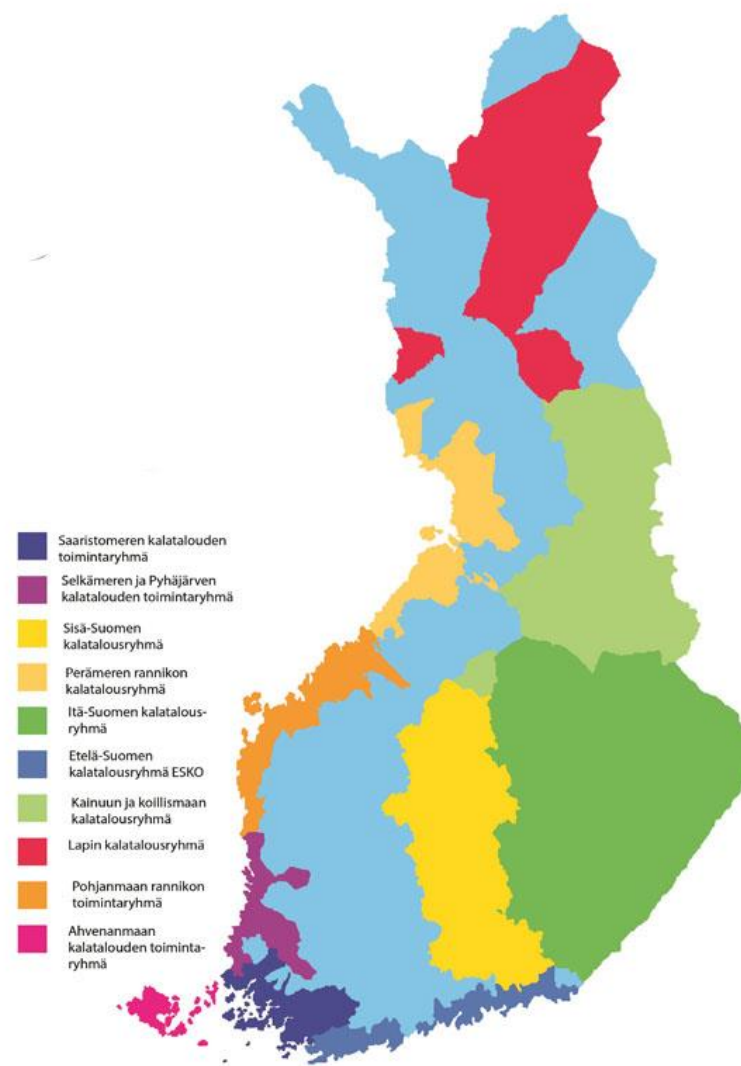 Saaristomeren kalatalouden
toimintaryhmä
Selkämeren ja Pyhäjärven
kalatalouden toimintaryhmä
Sisä-Suomen
kalatalousryhmä
Perämeren rannikon
kalatalousryhmä
Itä-Suomen kalatalous-
ryhmä
Etelä-Suomen
kalatalousryhmä ESKO
Kainuun ja koillismaan
kalatalousryhmä
Lapin kalatalousryhmä
Pohjanmaan rannikon
toimintaryhmä
Ahvenanmaan
kalatalouden toiminta-
ryhmä